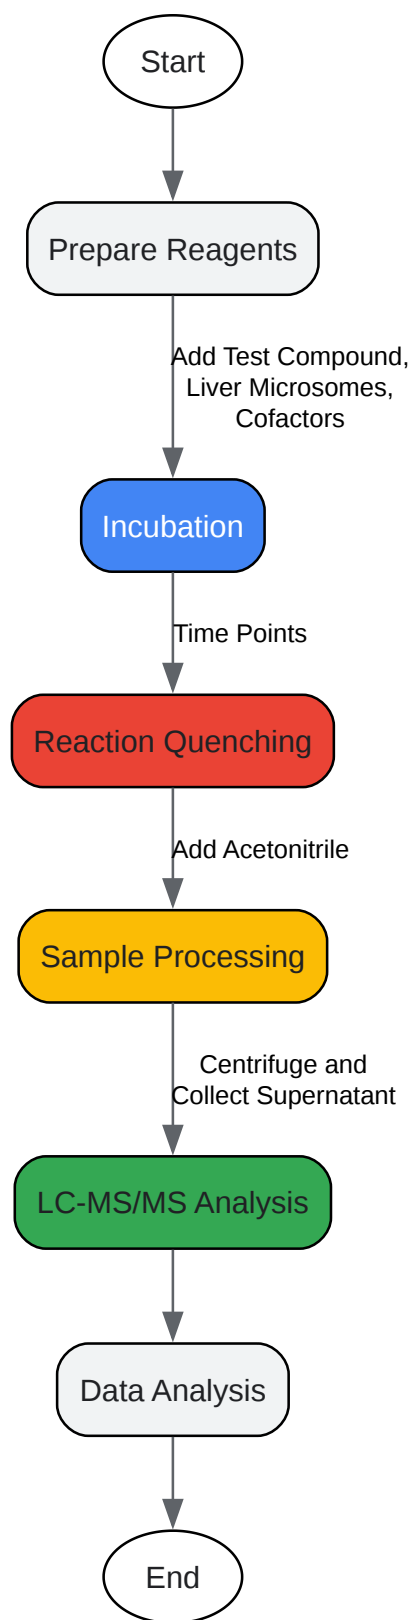 Start
Prepare Reagents
Add Test Compound,
Liver Microsomes,
Cofactors
Incubation
Time Points
Reaction Quenching
Add Acetonitrile
Sample Processing
Centrifuge and
Collect Supernatant
LC-MS/MS Analysis
Data Analysis
End